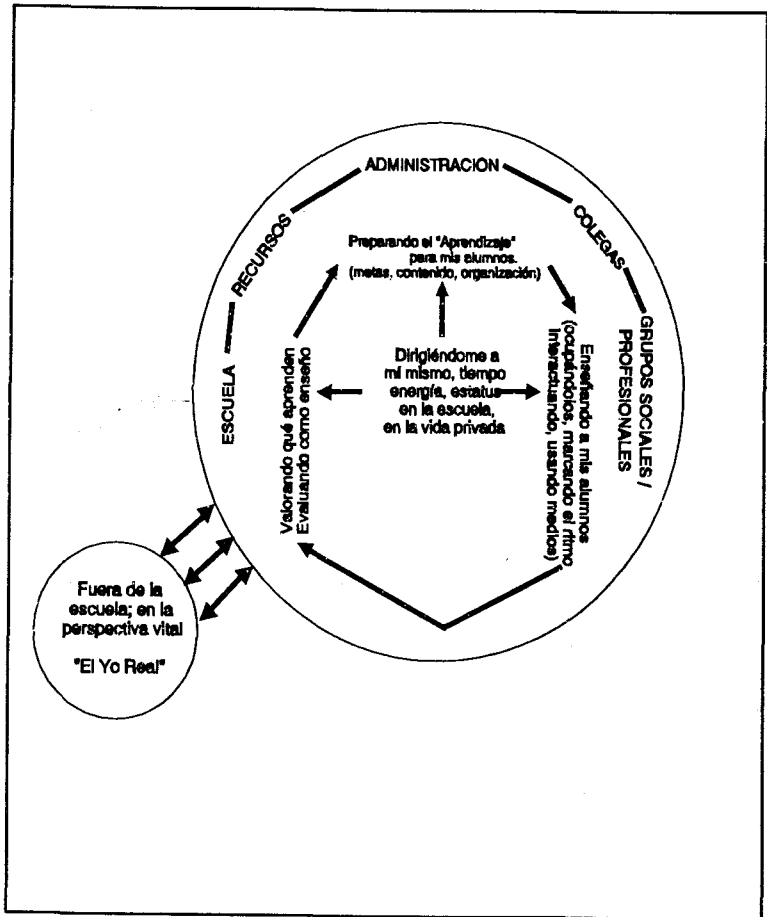 ADMINISTRACIÓN
RECURSOS
COLEGAS
ESCUELA
GRUPOS SOCIALES /
PROFESIONALES
Preparando el "Aprendizaje"
para mis alumnos.
(metas, contenido, organización)
Enseñando a mis alumnos
(ocupándolos, marcando el ritmo
interactuando, usando medios)
Dirigiéndome a
mí mismo, tiempo
energía, estatus
en la escuela,
en la vida privada
Valorando qué aprenden
Evaluando como enseño
Fuera de la
escuela; en la
perspectiva vital
"El Yo Real"